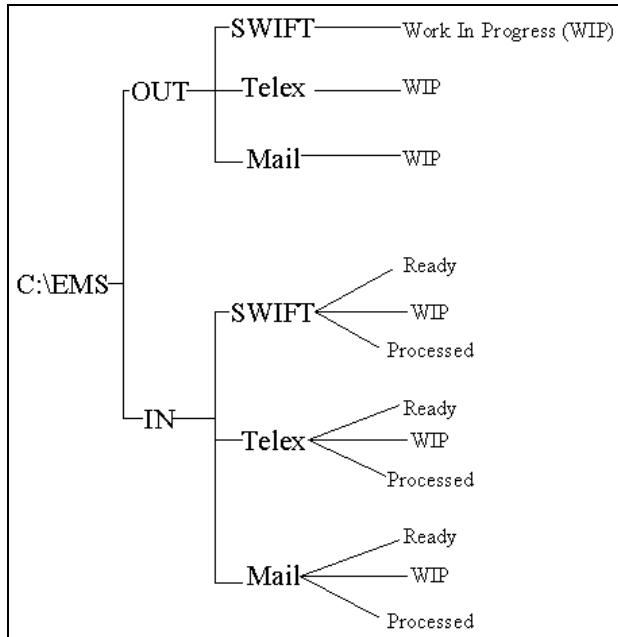 SWIFT Work In Progress (WIP)
OUT Telex WIP
Mail WIP
C:\EMS
Ready
SWIFT WIP
Processed
IN
Ready
Telex WIP
Processed
Ready
Mail WIP
Processed